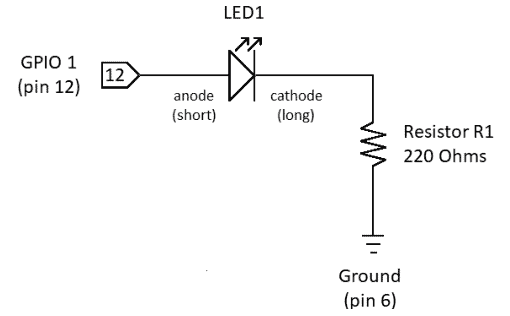 LED1
GPIO 1
(pin 12)
12
anode
(short)
cathode
(long)
Resistor R1
220 Ohms
Ground
(pin 6)